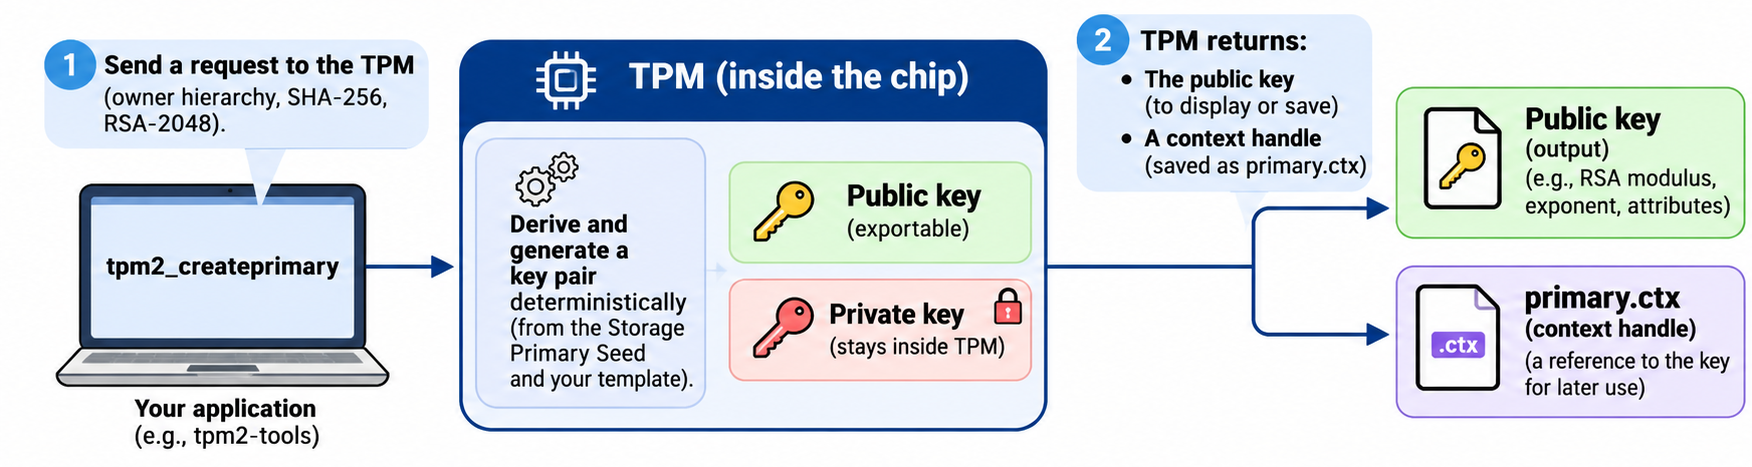 1
Send a request to the TPM
(owner hierarchy, SHA-256,
RSA-2048).
tpm2_createprimary
Your application
(e.g., tpm2-tools)
TPM (inside the chip)
Derive and
generate a
key pair
deterministically
(from the Storage
Primary Seed
and your template).
Public key
(exportable)
Private key
(stays inside TPM)
2
TPM returns:
• The public key
(to display or save)
• A context handle
(saved as primary.ctx)
Public key
(output)
(e.g., RSA modulus,
exponent, attributes)
.ctx
primary.ctx
(context handle)
(a reference to the key
for later use)